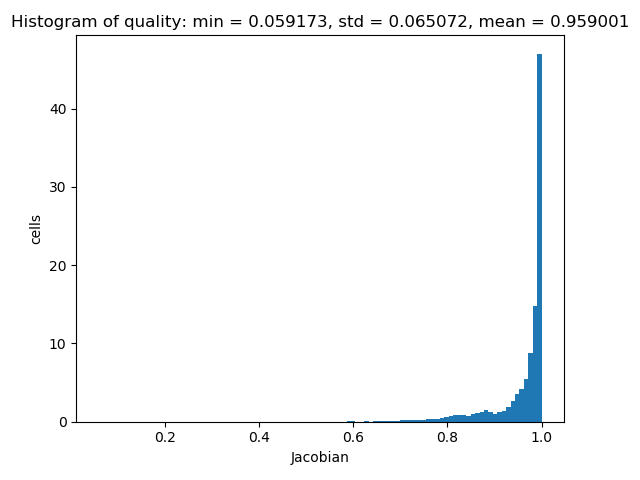 Histogram of quality: min = 0.059173, std = 0.065072, mean = 0.959001
40
30
cells
20
10
0
0.2 0.4 0.6 0.8 1.0
Jacobian